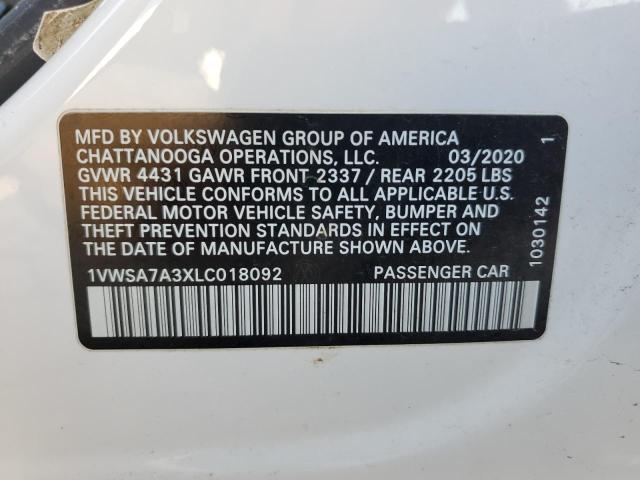 MFD BY VOLKSWAGEN GROUP OF AMERICA
CHATTANOOGA OPERATIONS, LLC. 03/2020
GVWR 4431 GAWR FRONT 2337 / REAR 2205 LBS
THIS VEHICLE CONFORMS TO ALL APPLICABLE U.S.
FEDERAL MOTOR VEHICLE SAFETY, BUMPER AND
THEFT PREVENTION STANDARDS IN EFFECT ON
THE DATE OF MANUFACTURE SHOWN ABOVE.
1VWSA7A3XLC018092 PASSENGER CAR
1030142 1